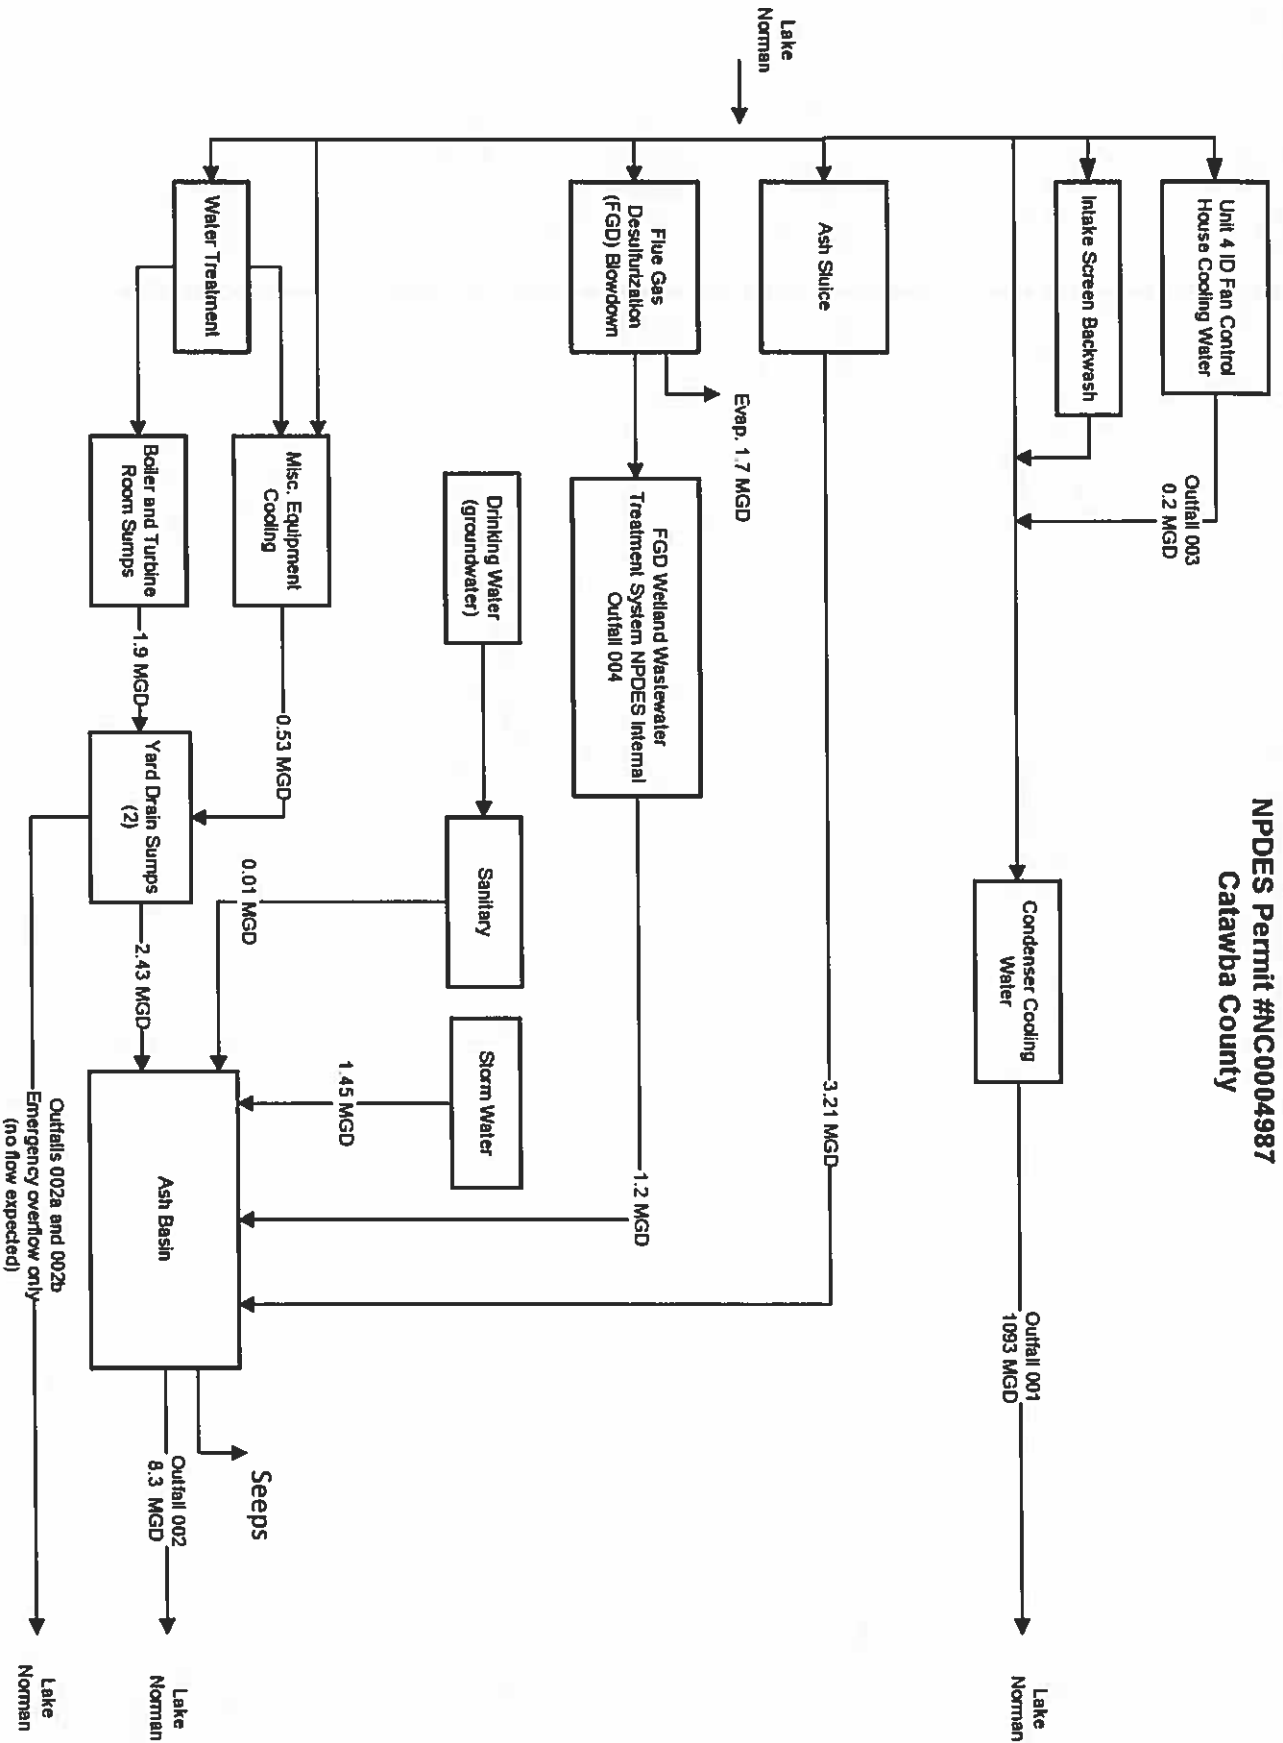 NPDES Permit #NC0004987
Catawba County
Unit 4 ID Fan Control
House Cooling Water
Outfall 003
0.2 MGD
Intake Screen Backwash
Condenser Cooling
Water
Outfall 001
1093 MGD
Lake
Norman
Lake
Norman
Ash Sluice
3.21 MGD
Evap. 1.7 MGD
Flue Gas
Desulfurization
(FGD) Blowdown
FGD Wetland Wastewater
Treatment System NPDES Internal
Outfall 004
1.2 MGD
Drinking Water
(groundwater)
Sanitary
Storm Water
1.45 MGD
0.01 MGD
Misc. Equipment
Cooling
0.53 MGD
Water Treatment
Boiler and Turbine
Room Sumps
1.9 MGD
Yard Drain Sumps
(2)
2.43 MGD
Ash Basin
Seeps
Outfall 002
8.3 MGD
Lake
Norman
Outfalls 002a and 002b
Emergency overflow only
(no flow expected)
Lake
Norman